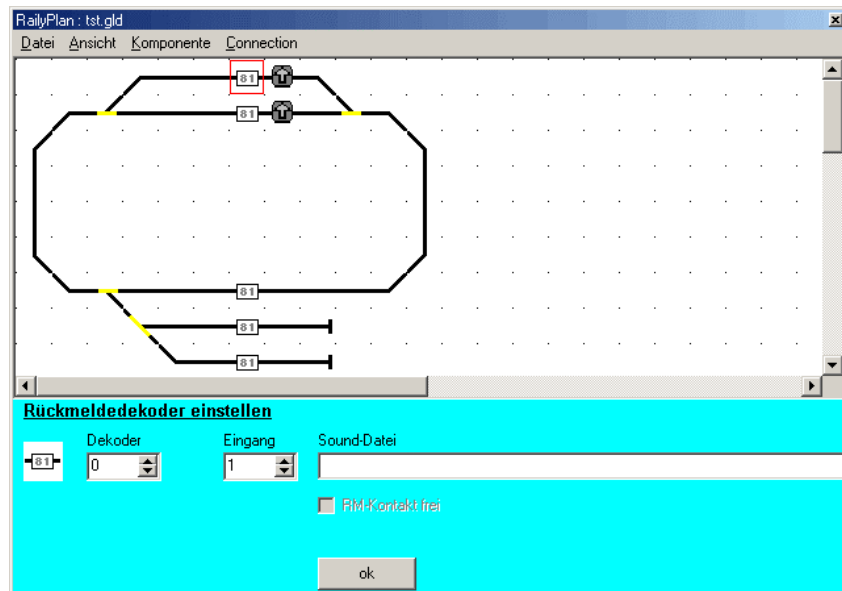 RailyPlan : tst.gld
Datei Ansicht Komponente Connection
81
81
81
81
81
Rückmeldedekoder einstellen
Dekoder Eingang Sound-Datei
81 0 1
RM-Kontakt frei
ok